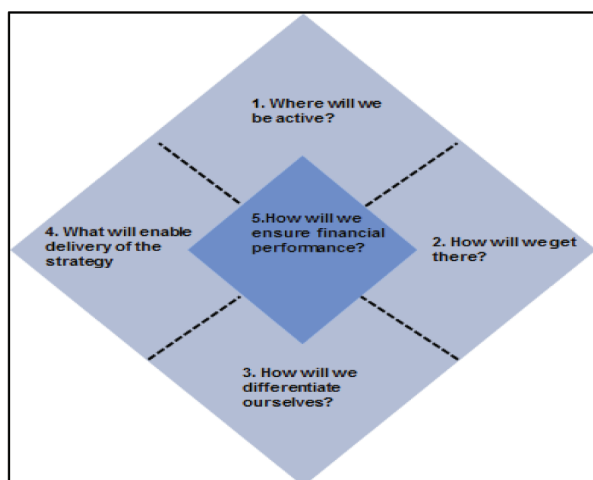 1. Where will we
be active?
5.How will we
ensure financial
performance?
4. What will enable
delivery of the
strategy
2. How will we get
there?
3. How will we
differentiate
ourselves?